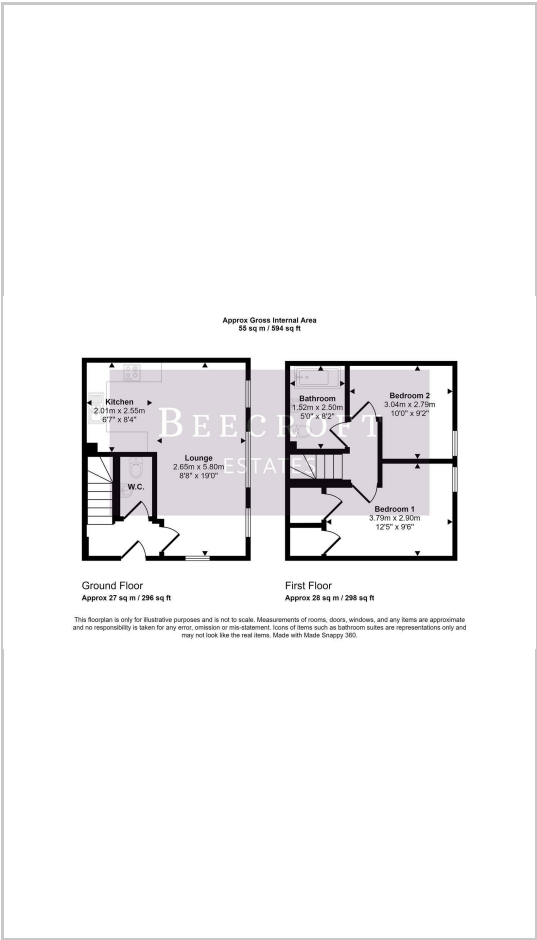 Approx Gross Internal Area
55 sq m / 594 sq ft
Kitchen
2.01m x 2.55m
6'7" x 8'4"
Lounge
2.65m x 5.80m
8'8" x 19'0"
W.C.
Bathroom
1.52m x 2.50m
5'0" x 8'2"
Bedroom 2
3.04m x 2.79m
10'0" x 9'2"
Bedroom 1
3.79m x 2.90m
12'5" x 9'6"
BEECROFT
ESTATES
Ground Floor
Approx 27 sq m / 296 sq ft
First Floor
Approx 28 sq m / 298 sq ft
This floorplan is only for illustrative purposes and is not to scale. Measurements of rooms, doors, windows, and any items are approximate
and no responsibility is taken for any error, omission or mis-statement. Icons of items such as bathroom suites are representations only and
may not look like the real items. Made with Made Snappy 360.